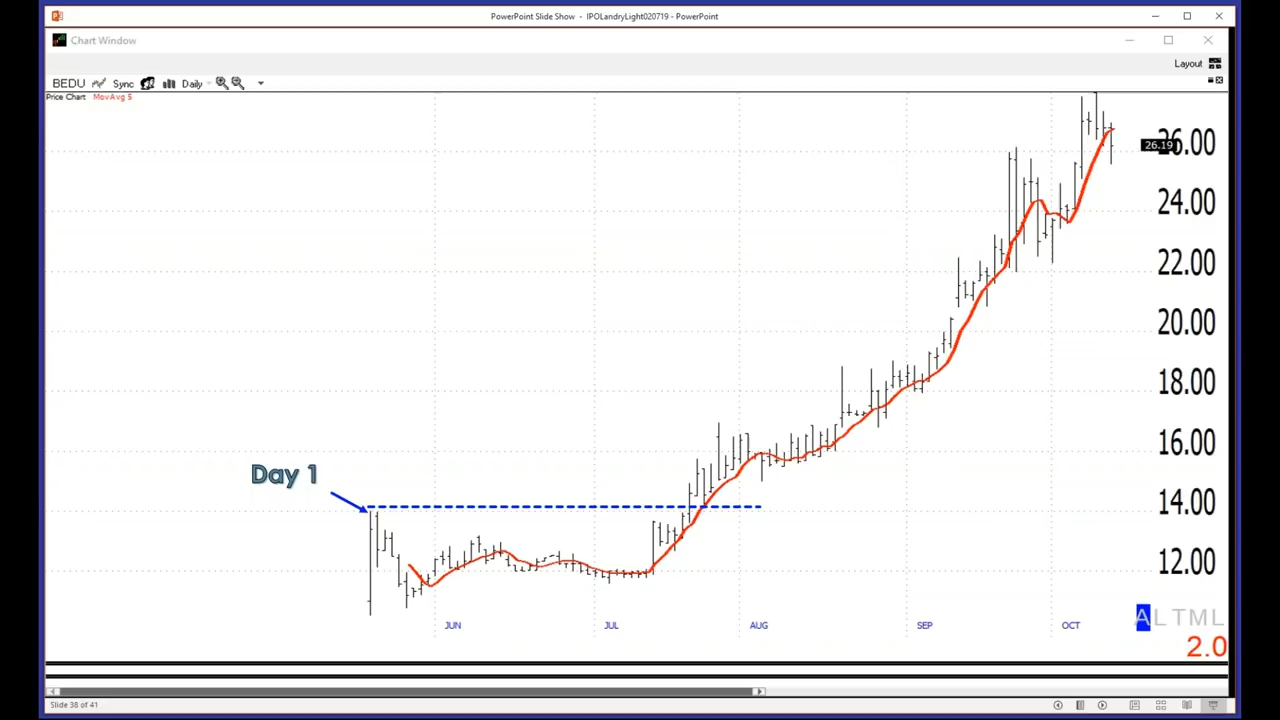 PowerPoint Slide Show - IPOLandryLight020719 - PowerPoint
Chart Window
Layout
BEDU Sync Daily
Price Chart MovAvg 5
26.00
26.19
24.00
22.00
20.00
18.00
16.00
Day 1
14.00
12.00
JUN JUL AUG SEP OCT
ALTML
2.0
Slide 38 of 41